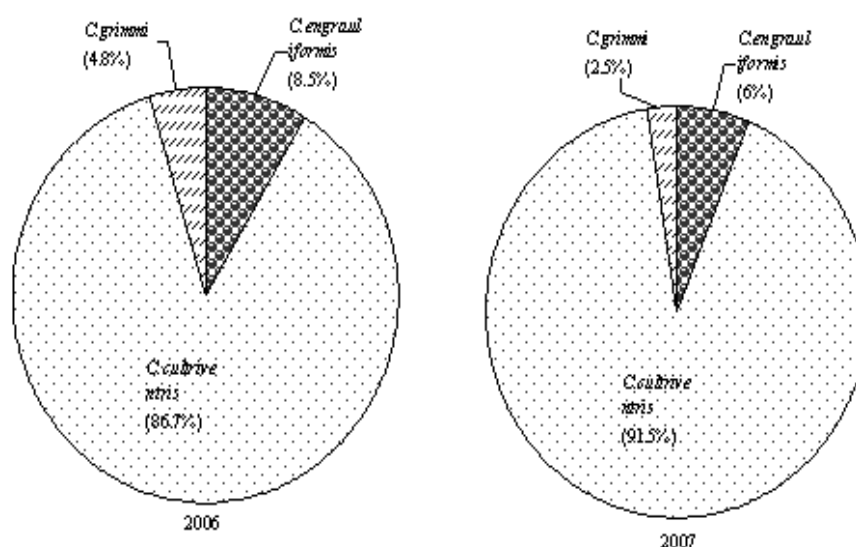 C.grimmi
(4.8%)
C.engraul
iformis
(8.5%)
C.cultrive
ntris
(86.7%)
2006
C.grimmi
(2.5%)
C.engraul
iformis
(6%)
C.cultrive
ntris
(91.5%)
2007